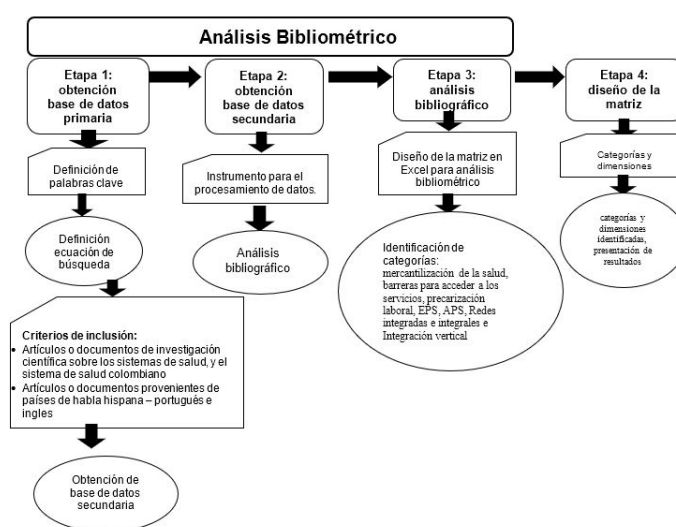 Análisis Bibliométrico
Etapa 1:
obtención
base de datos
primaria
Definición de
palabras clave
Definición
ecuación de
búsqueda
Criterios de inclusión:
• Artículos o documentos de investigación
científica sobre los sistemas de salud, y el
sistema de salud colombiano
• Artículos o documentos provenientes de
países de habla hispana – portugués e
ingles
Obtención de
base de datos
secundaria
Etapa 2:
obtención
base de datos
secundaria
Instrumento para el
procesamiento de datos.
Análisis
bibliográfico
Etapa 3:
análisis
bibliográfico
Diseño de la matriz en
Excel para análisis
bibliométrico
Identificación de
categorías:
mercantilización de la salud,
barreras para acceder a los
servicios, precarización
laboral, EPS, APS, Redes
integradas e integrales e
Integración vertical
Etapa 4:
diseño de la
matriz
Categorías y
dimensiones
categorías y
dimensiones
identificadas,
presentación de
resultados